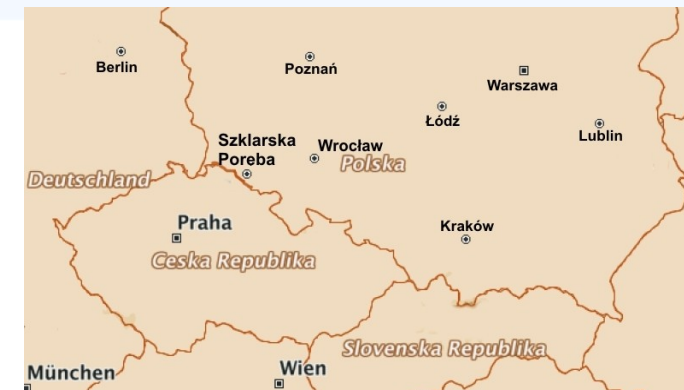 Berlin
Poznań
Warszawa
Łódź
Lublin
Szklarska
Poreba
Wrocław
Polska
Deutschland
Praha
Kraków
Ceska Republika
Slovenska Republika
Wien
München